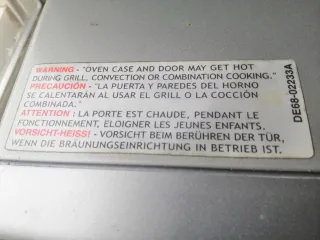 WARNING - "OVEN CASE AND DOOR MAY GET HOT
DURING GRILL, CONVECTION OR COMBINATION COOKING."
PRECAUCIÓN - "LA PUERTA Y PAREDES DEL HORNO
SE CALENTARÁN AL USAR EL GRILL O LA COCCIÓN
COMBINADA."
ATTENTION : LA PORTE EST CHAUDE, PENDANT LE
FONCTIONNEMENT, ELOIGNER LES JEUNES ENFANTS.
VORSICHT-HEISS! - VORSICHT BEIM BERÜHREN DER TÜR,
WENN DIE BRÄUNUNGSEINRICHTUNG IN BETRIEB IST.
DE68-02233A